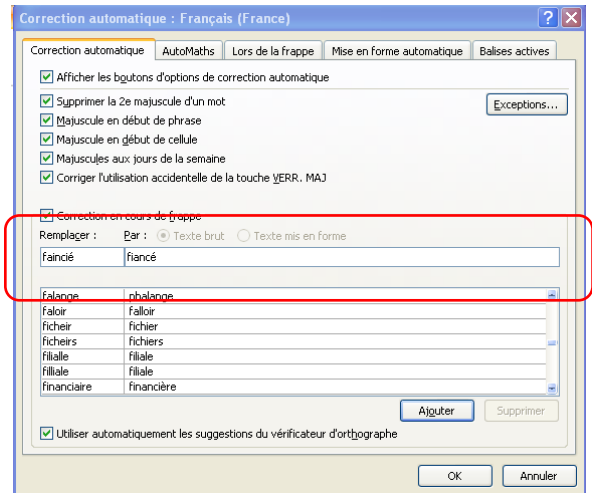 Correction automatique : Français (France)
Correction automatique AutoMaths Lors de la frappe Mise en forme automatique Balises actives
Afficher les boutons d'options de correction automatique
Supprimer la 2e majuscule d'un mot Exceptions...
Majuscule en début de phrase
Majuscule en début de cellule
Majuscules aux jours de la semaine
Corriger l'utilisation accidentelle de la touche VERR. MAJ
Correction en cours de frappe
Remplacer : Par : Texte brut Texte mis en forme
faincié fiancé
falange phalange
faloir falloir
ficheir fichier
ficheirs fichiers
filialle filiale
filliale filiale
financiaire financière
Ajouter Supprimer
Utiliser automatiquement les suggestions du vérificateur d'orthographe
OK Annuler